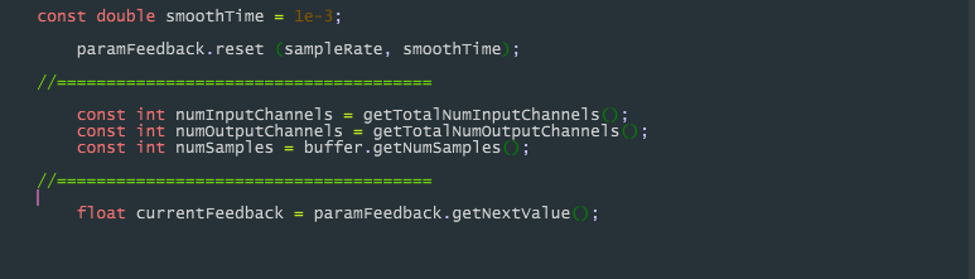 const double smoothTime = 1e-3;
paramFeedback.reset (sampleRate, smoothTime);
//======================================
const int numInputChannels = getTotalNumInputChannels();
const int numOutputChannels = getTotalNumOutputChannels();
const int numSamples = buffer.getNumSamples();
//======================================
float currentFeedback = paramFeedback.getNextValue();